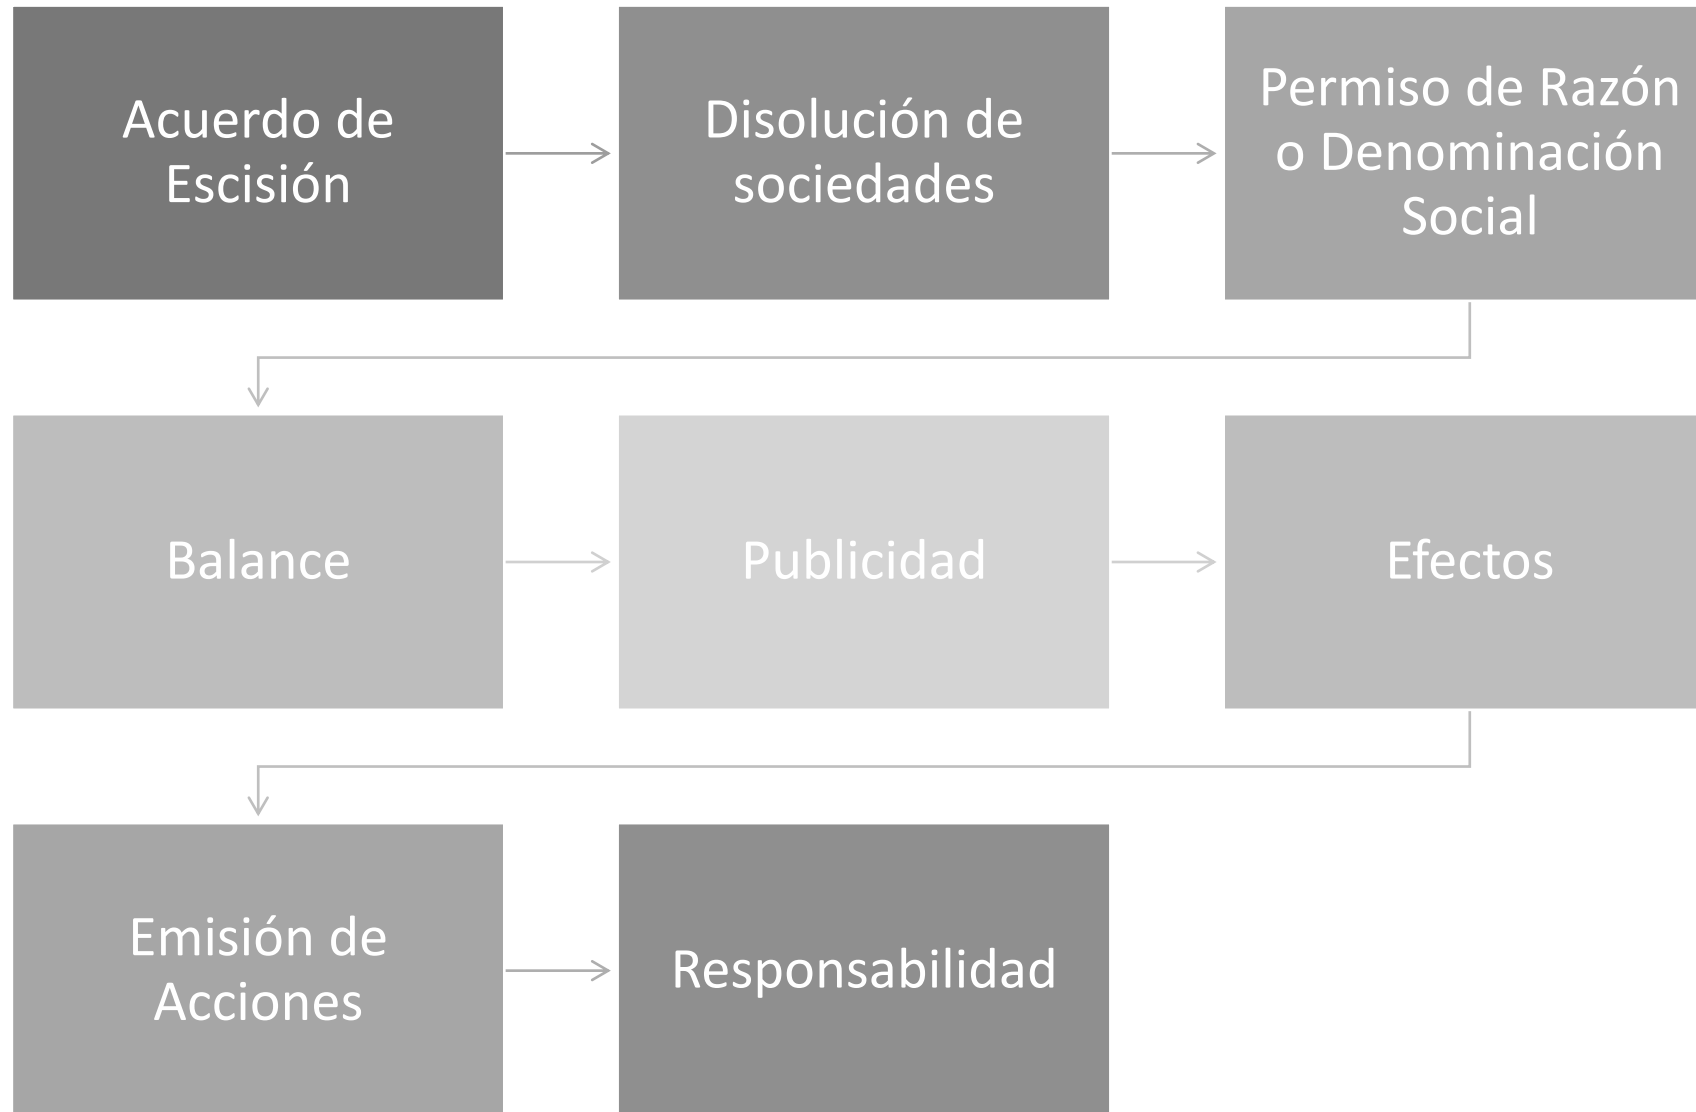 Acuerdo de
Escisión
Disolución de
sociedades
Permiso de Razón
o Denominación
Social
Balance
Publicidad
Efectos
Emisión de
Acciones
Responsabilidad